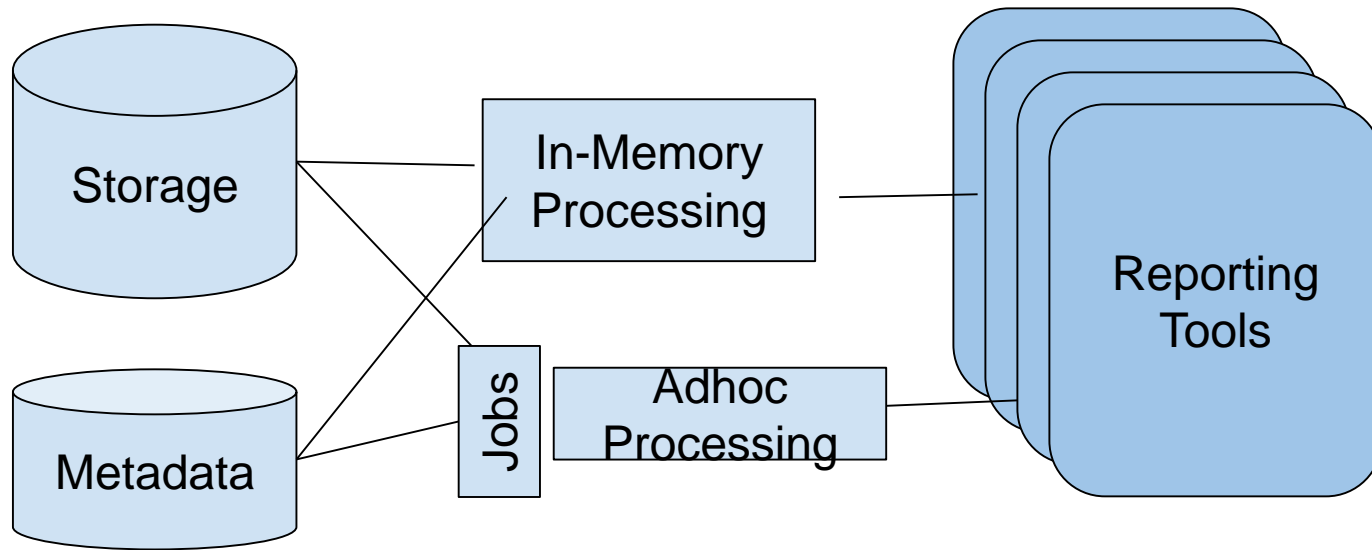 Storage
In-Memory
Processing
Reporting
Tools
Metadata
Jobs
Adhoc
Processing